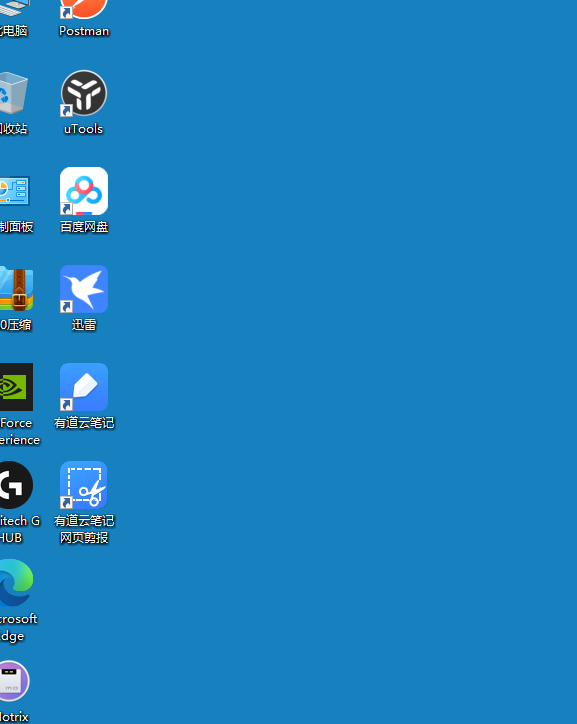 电脑
Postman
收站
uTools
制面板
百度网盘
0压缩
迅雷
Force
erience
有道云笔记
itech G
HUB
有道云笔记
网页剪报
crosoft
dge
Motrix